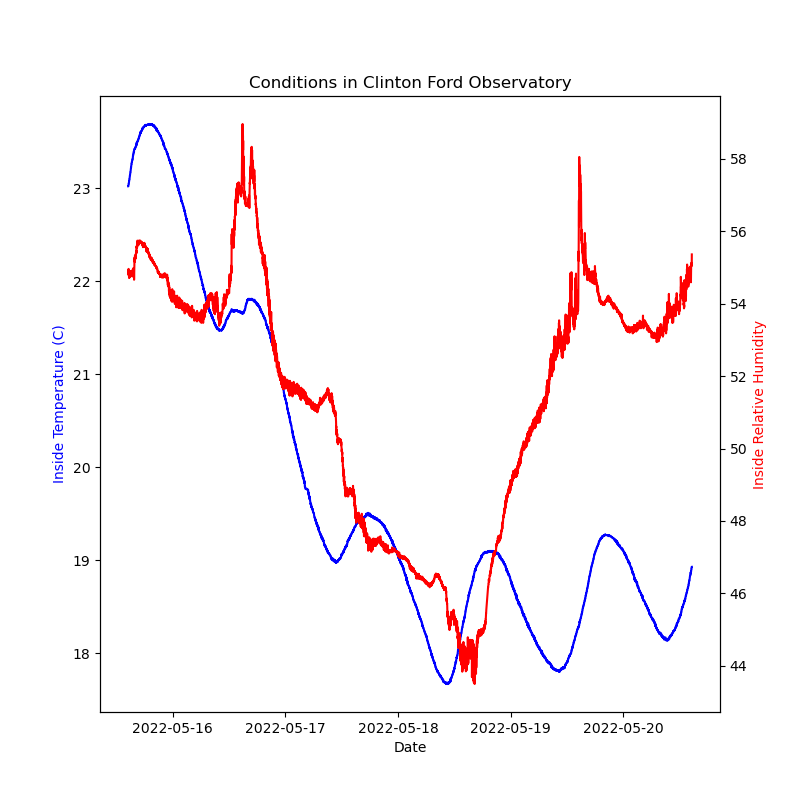 Conditions in Clinton Ford Observatory
Inside Temperature (C)
23
22
21
20
19
18
58
56
54
52
50
48
46
44
Inside Relative Humidity
2022-05-16 2022-05-17 2022-05-18 2022-05-19 2022-05-20
Date